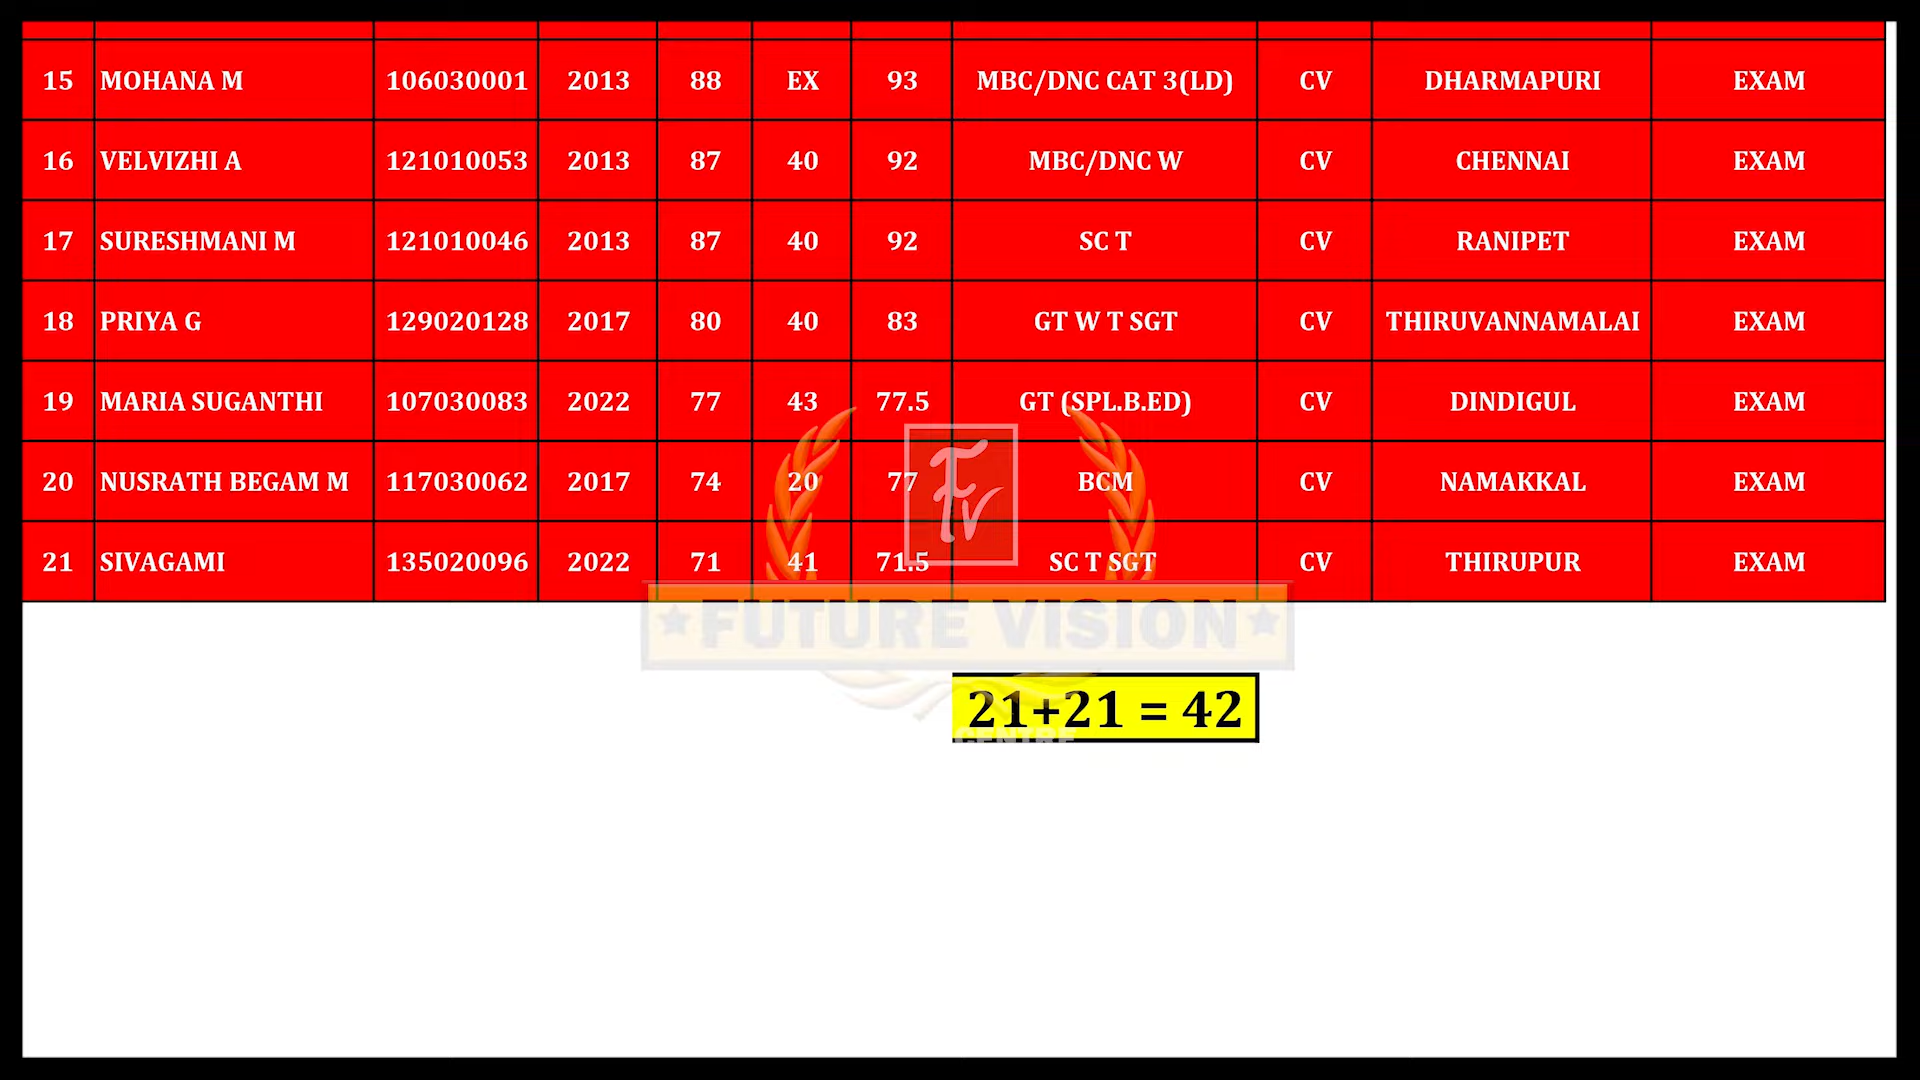 15 MOHANA M 106030001 2013 88 EX 93 MBC/DNC CAT 3(LD) CV DHARMAPURI EXAM
16 VELVIZHI A 121010053 2013 87 40 92 MBC/DNC W CV CHENNAI EXAM
17 SURESHMANI M 121010046 2013 87 40 92 SC T CV RANIPET EXAM
18 PRIYA G 129020128 2017 80 40 83 GT W T SGT CV THIRUVANNAMALAI EXAM
19 MARIA SUGANTHI 107030083 2022 77 43 77.5 GT (SPL.B.ED) CV DINDIGUL EXAM
20 NUSRATH BEGAM M 117030062 2017 74 20 77 BCM CV NAMAKKAL EXAM
21 SIVAGAMI 135020096 2022 71 41 71.5 SC T SGT CV THIRUPUR EXAM
FV
FUTURE VISION
21+21 = 42
CENTRE